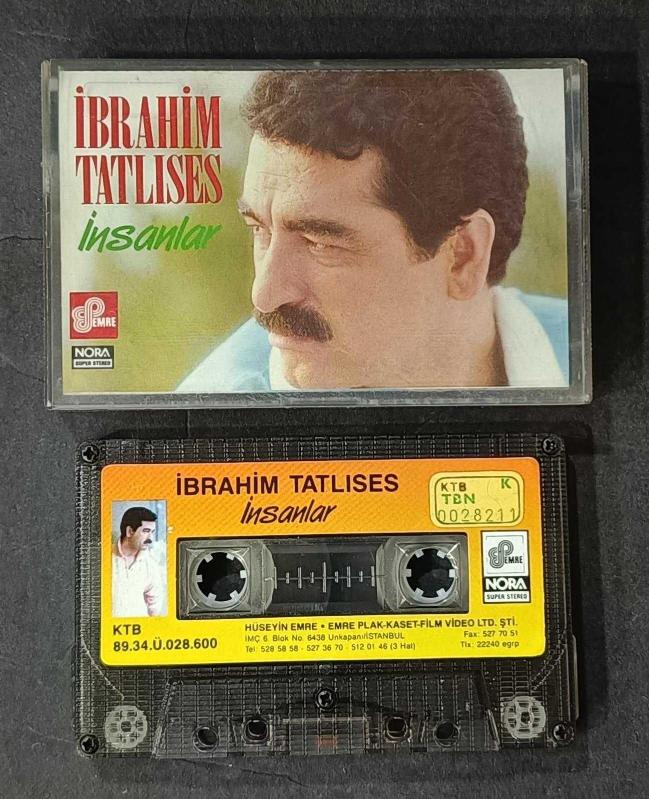 İBRAHİM
TATLISES
İnsanlar
EMRE
NORA
SUPER STEREO
İBRAHİM TATLISES
İnsanlar
KTB K
TBN
0028211
EMRE
NORA
SUPER STEREO
KTB
89.34.Ü.028.600
HÜSEYİN EMRE • EMRE PLAK-KASET-FİLM VİDEO LTD. ŞTİ.
İMÇ 6. Blok No. 6438 Unkapanı/İSTANBUL Fax: 527 70 51
Tel: 528 58 58 - 527 36 70 - 512 01 46 (3 Hat) Tlx: 22240 egrp